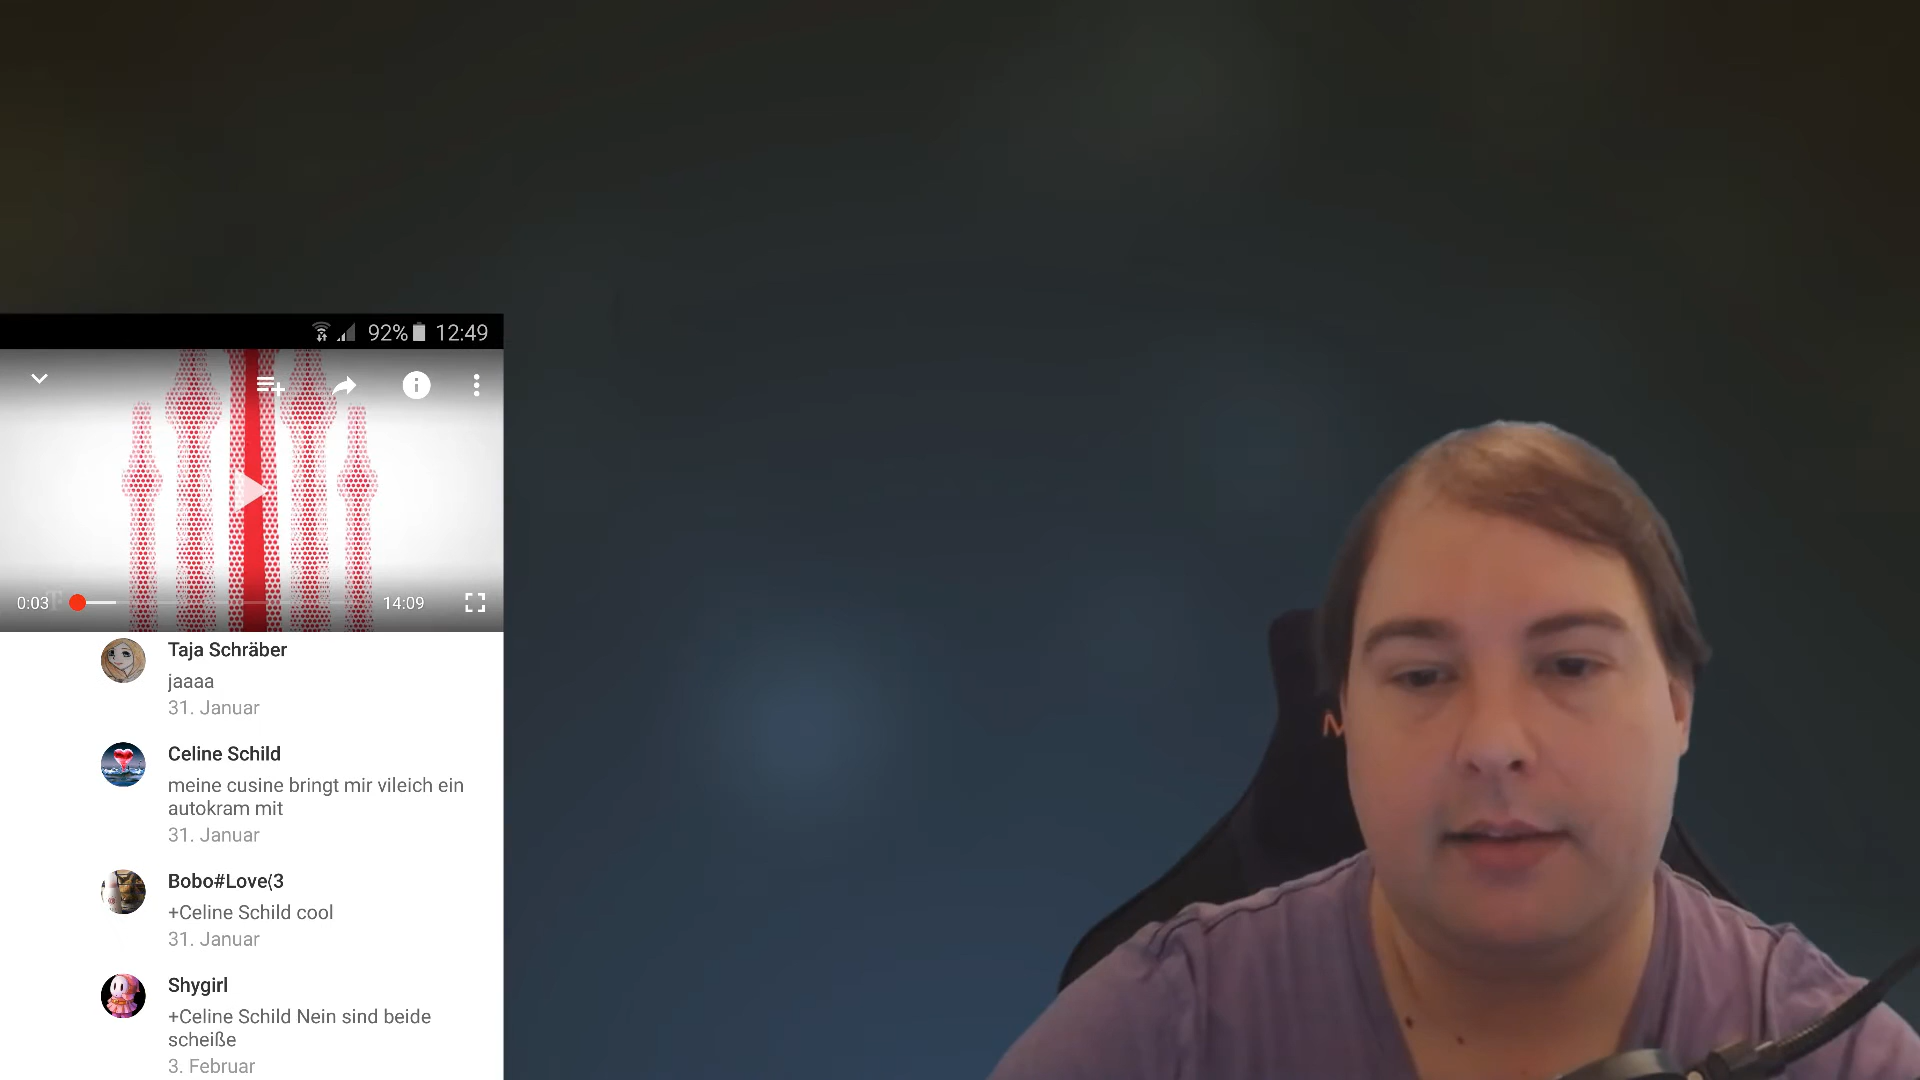 92% 12:49
0:03 14:09
Taja Schräber
jaaaa
31. Januar
Celine Schild
meine cusine bringt mir vileich ein
autokram mit
31. Januar
Bobo#Love(3
+Celine Schild cool
31. Januar
Shygirl
+Celine Schild Nein sind beide
scheiße
3. Februar